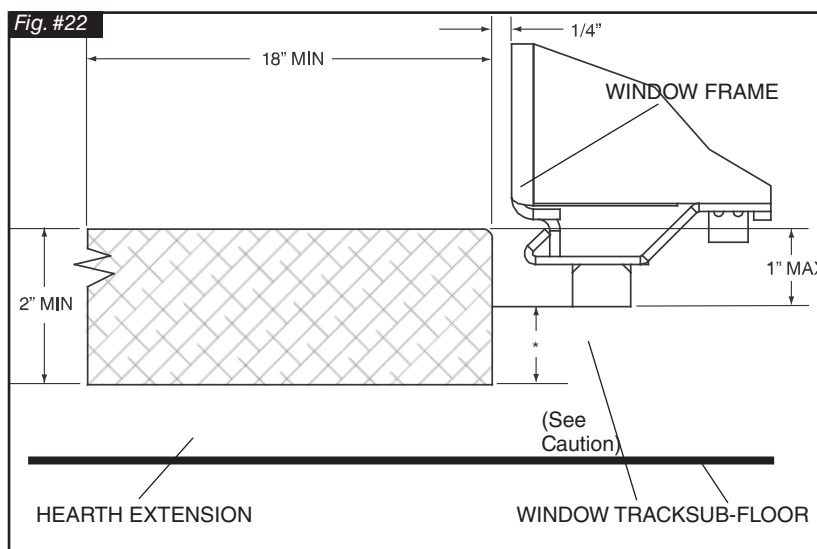 Fig. #22
1/4”
18” MIN
WINDOW FRAME
1” MAX
2” MIN
*
(See
Caution)
HEARTH EXTENSION
WINDOW TRACKSUB-FLOOR